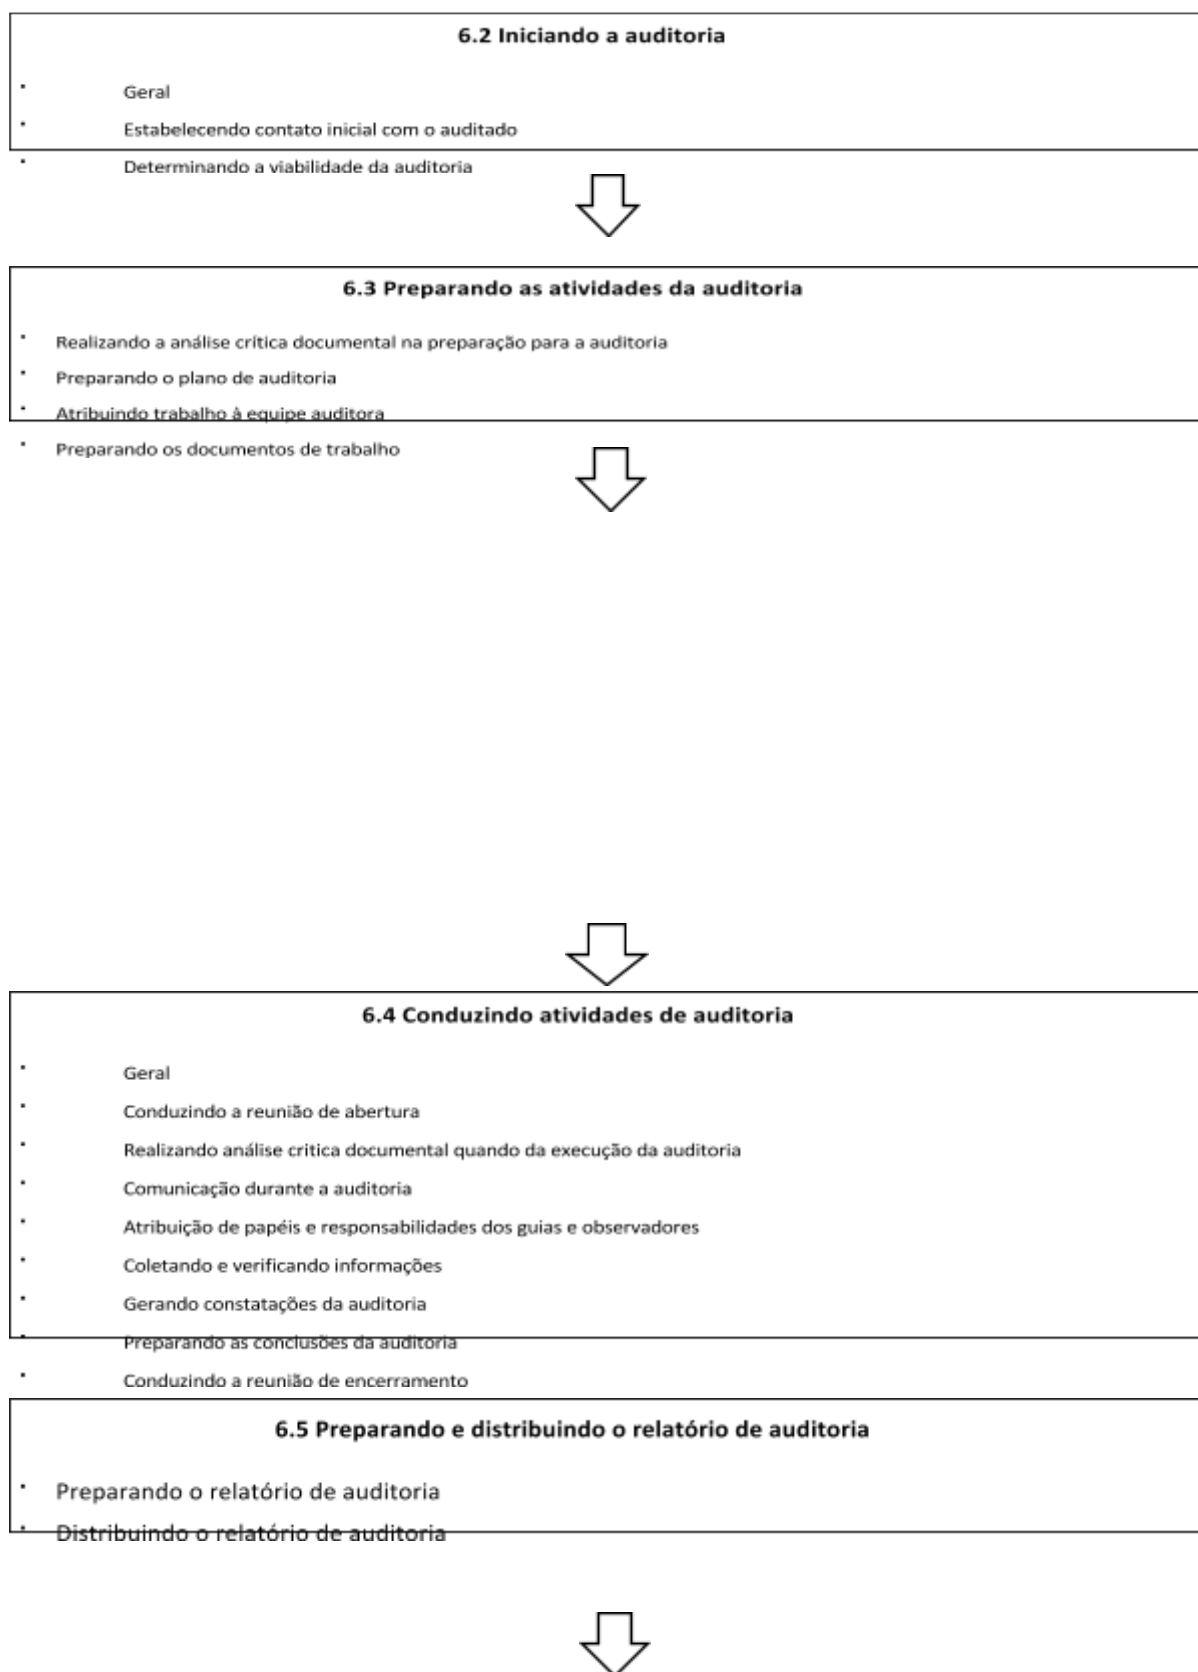 6.2 Iniciando a auditoria
Geral
Estabelecendo contato inicial com o auditado
Determinando a viabilidade da auditoria
6.3 Preparando as atividades da auditoria
Realizando a análise crítica documental na preparação para a auditoria
Preparando o plano de auditoria
Atribuindo trabalho à equipe auditora
Preparando os documentos de trabalho
6.4 Conduzindo atividades de auditoria
Geral
Conduzindo a reunião de abertura
Realizando análise critica documental quando da execução da auditoria
Comunicação durante a auditoria
Atribuição de papéis e responsabilidades dos guias e observadores
Coletando e verificando informações
Gerando constatações da auditoria
Preparando as conclusões da auditoria
Conduzindo a reunião de encerramento
6.5 Preparando e distribuindo o relatório de auditoria
Preparando o relatório de auditoria
Distribuindo o relatório de auditoria